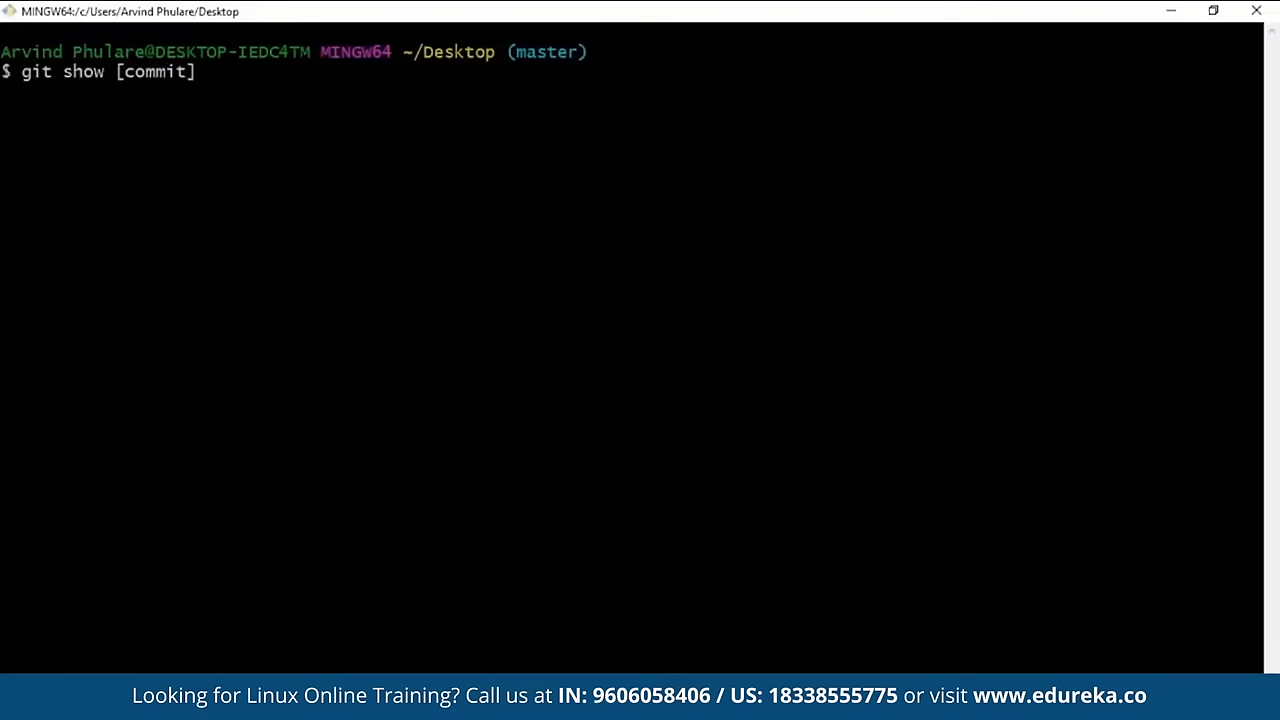 MINGW64:/c/Users/Arvind Phulare/Desktop
Arvind Phulare@DESKTOP-IEDC4TM MINGW64 ~/Desktop (master)
$ git show [commit]
Looking for Linux Online Training? Call us at IN: 9606058406 / US: 18338555775 or visit www.edureka.co